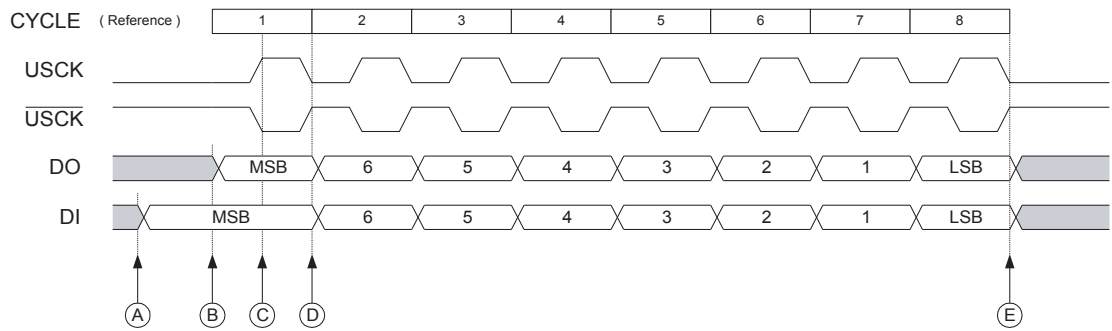 CYCLE ( Reference ) 1 2 3 4 5 6 7 8
USCK
USCK
DO MSB 6 5 4 3 2 1 LSB
DI MSB 6 5 4 3 2 1 LSB
A B C D E